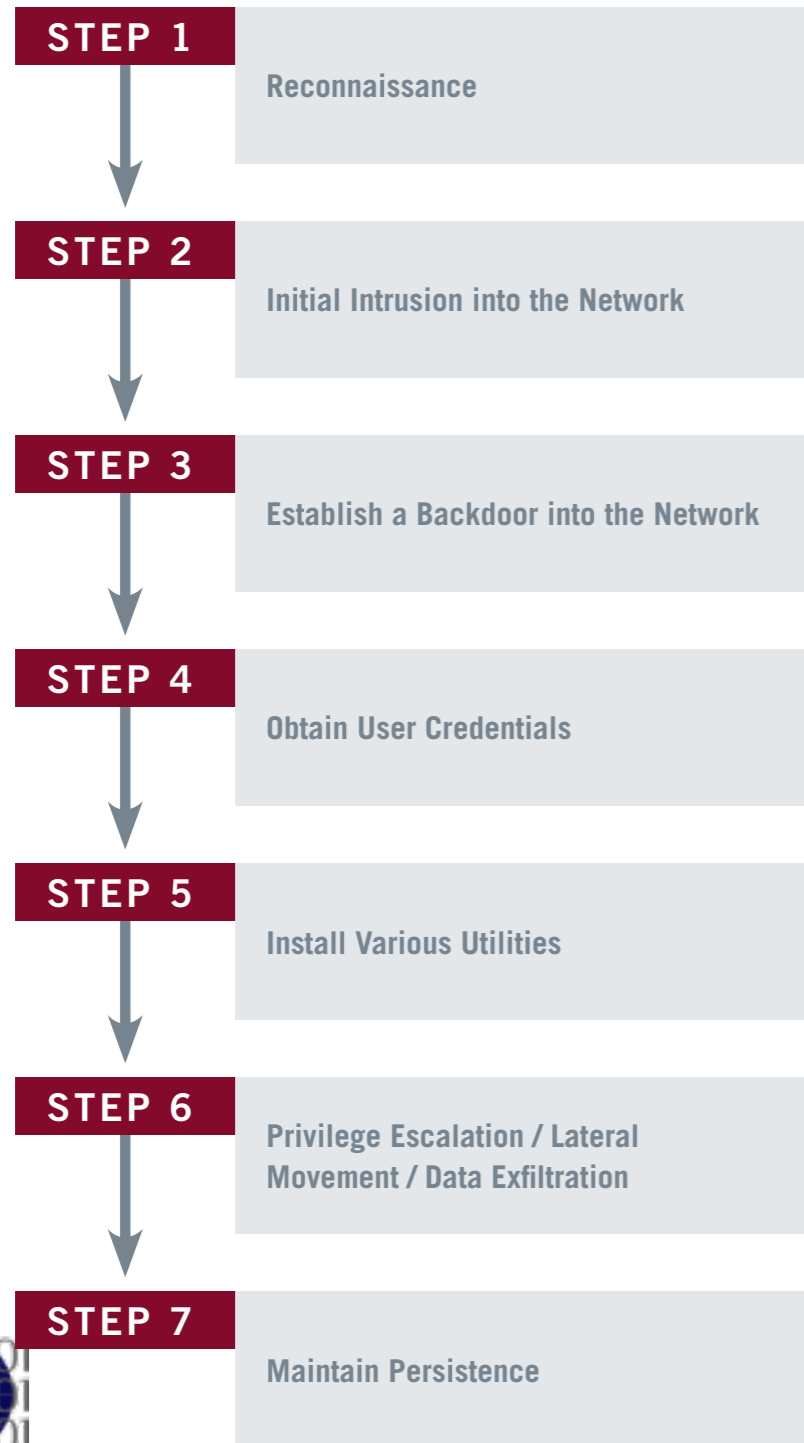 STEP 1
Reconnaissance
STEP 2
Initial Intrusion into the Network
STEP 3
Establish a Backdoor into the Network
STEP 4
Obtain User Credentials
STEP 5
Install Various Utilities
STEP 6
Privilege Escalation / Lateral
Movement / Data Exfiltration
STEP 7
Maintain Persistence